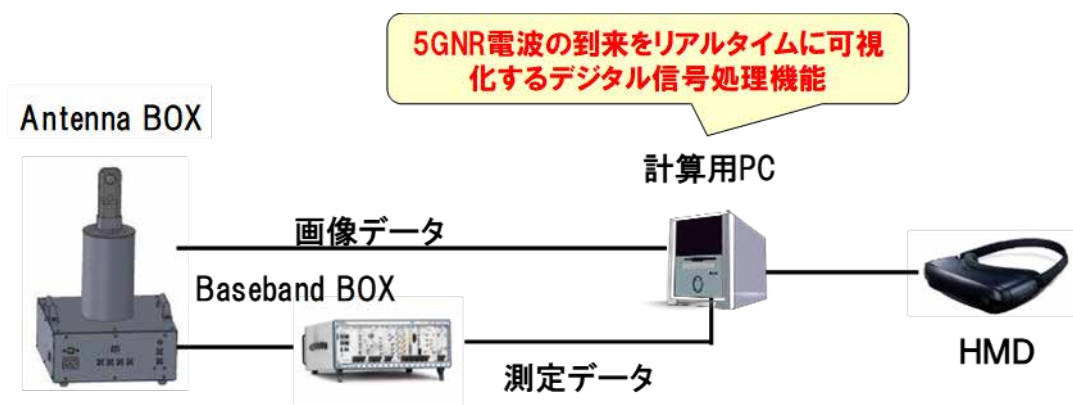 5GNR電波の到来をリアルタイムに可視
化するデジタル信号処理機能
Antenna BOX
計算用PC
画像データ
Baseband BOX
測定データ
HMD